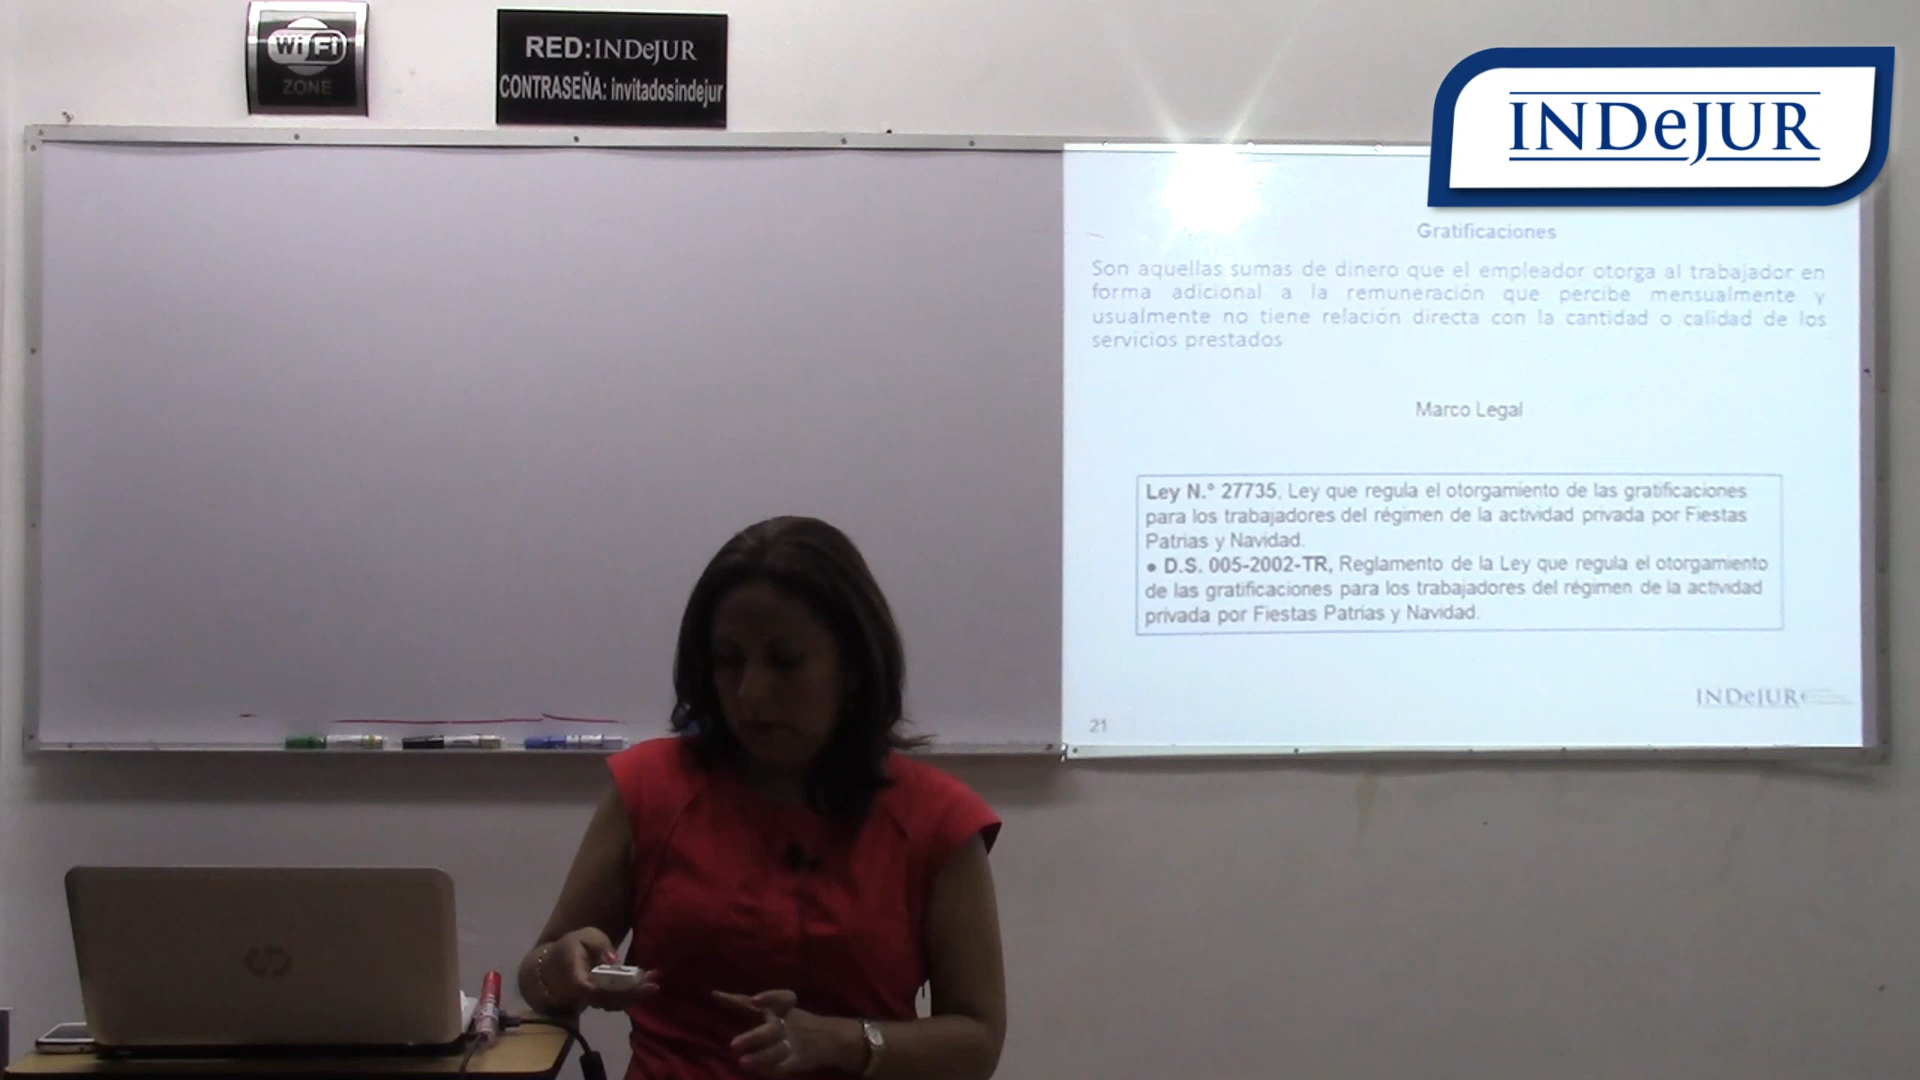 WiFi
ZONE
RED:INDeJUR
CONTRASEÑA: invitadosindejur
INDeJUR
Gratificaciones
Son aquellas sumas de dinero que el empleador otorga al trabajador en
forma adicional a la remuneración que percibe mensualmente y
usualmente no tiene relación directa con la cantidad o calidad de los
servicios prestados
Marco Legal
Ley N.° 27735, Ley que regula el otorgamiento de las gratificaciones
para los trabajadores del régimen de la actividad privada por Fiestas
Patrias y Navidad.
• D.S. 005-2002-TR, Reglamento de la Ley que regula el otorgamiento
de las gratificaciones para los trabajadores del régimen de la actividad
privada por Fiestas Patrias y Navidad.
INDeJUR
21
hp